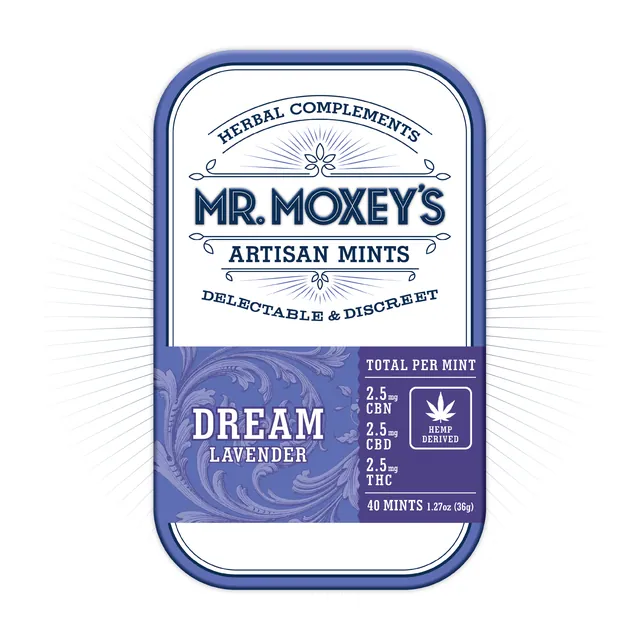 HERBAL COMPLEMENTS
MR. MOXEY'S
ARTISAN MINTS
DELECTABLE & DISCREET
DREAM
LAVENDER
TOTAL PER MINT
2.5mg
CBN
2.5mg
CBD
2.5mg
THC
HEMP
DERIVED
40 MINTS 1.27oz (36g)